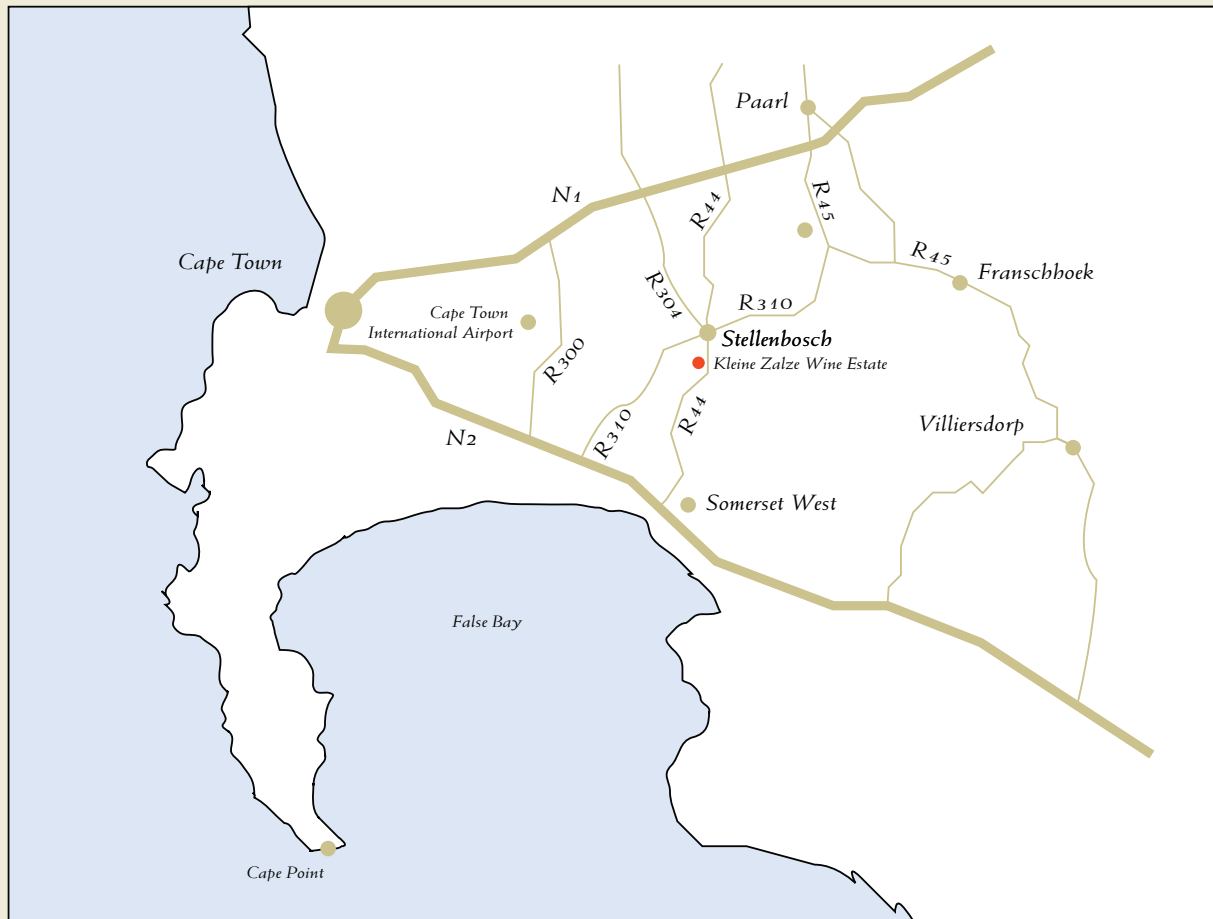 Paarl
N1
R44
R45
Cape Town
R45
Franschhoek
R304
R310
Cape Town
International Airport
Stellenbosch
R300
Kleine Zalze Wine Estate
R310
R44
N2
Villiersdorp
Somerset West
False Bay
Cape Point